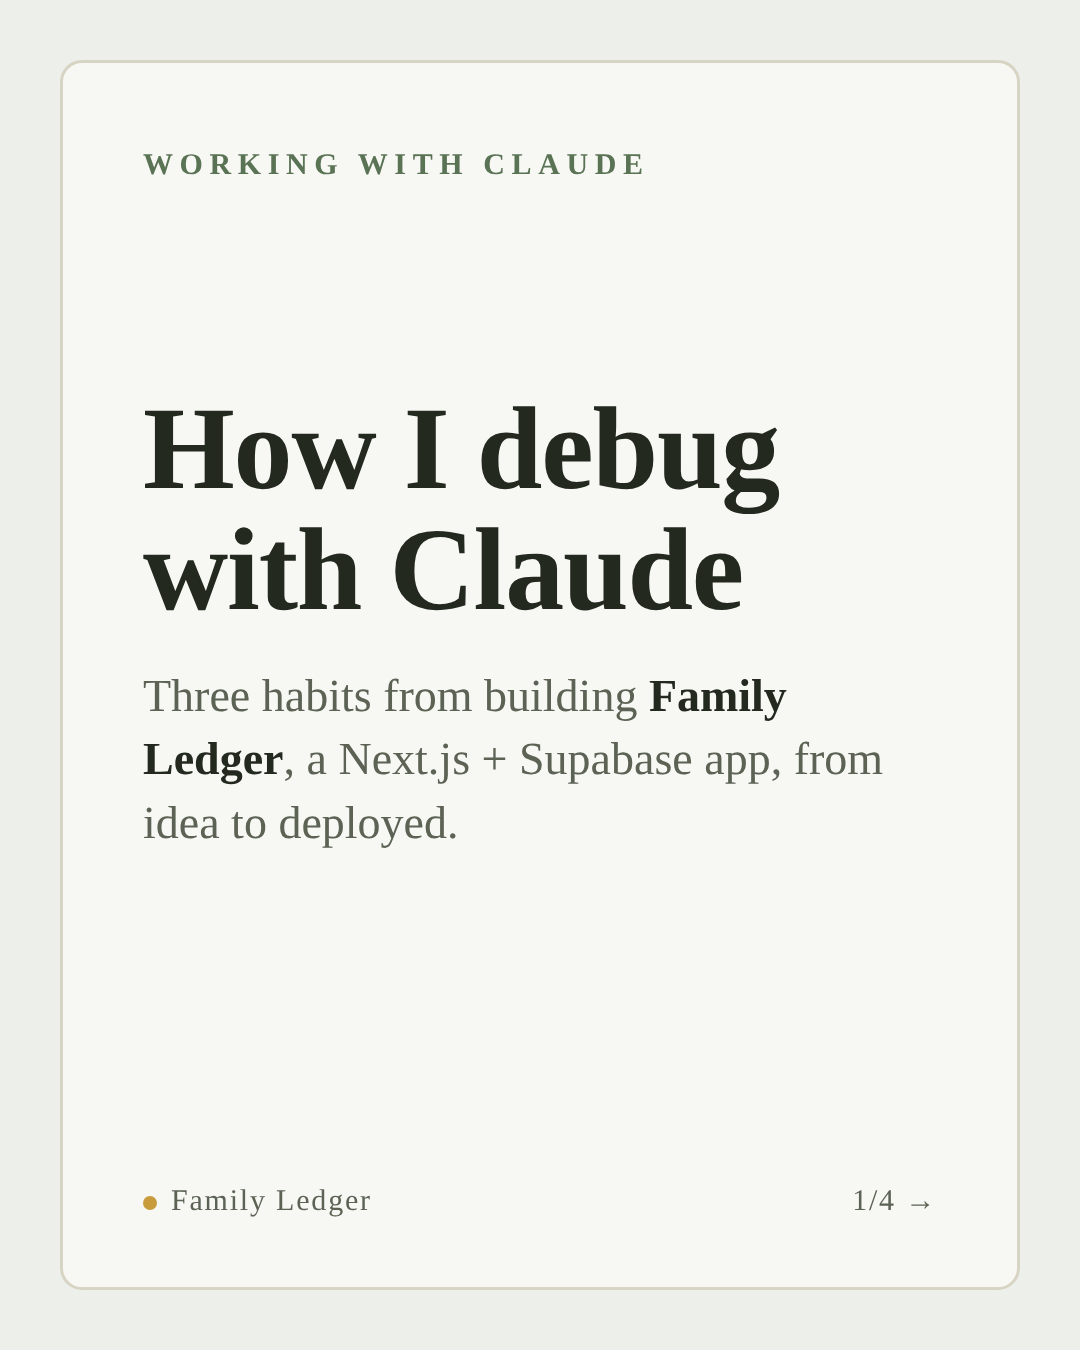 WORKING WITH CLAUDE
How I debug
with Claude
Three habits from building Family
Ledger, a Next.js + Supabase app, from
idea to deployed.
Family Ledger
1/4 →